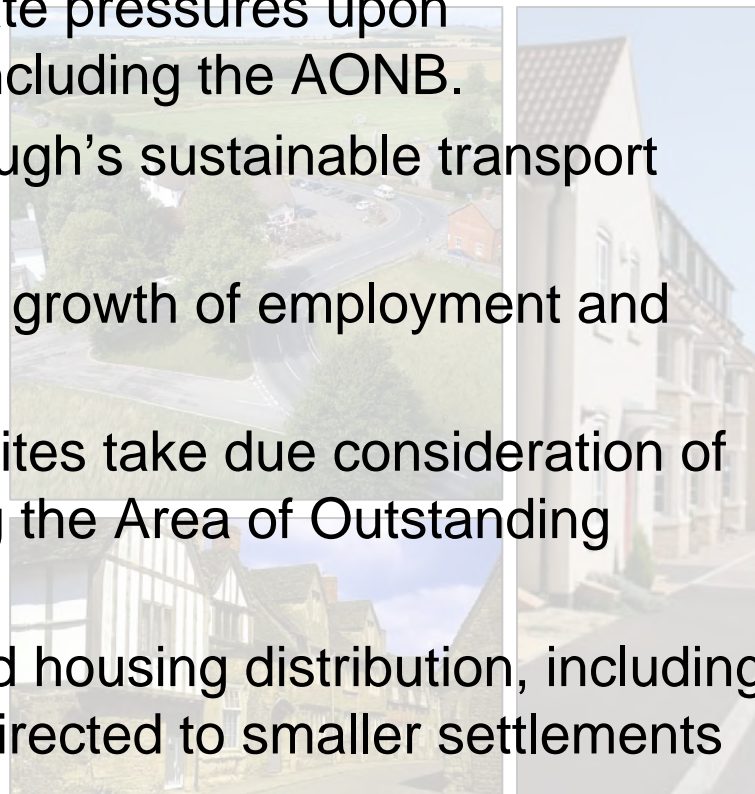 te pressures upon
ncluding the AONB.
ugh's sustainable transport
growth of employment and
ites take due consideration of
g the Area of Outstanding
d housing distribution, including
irected to smaller settlements